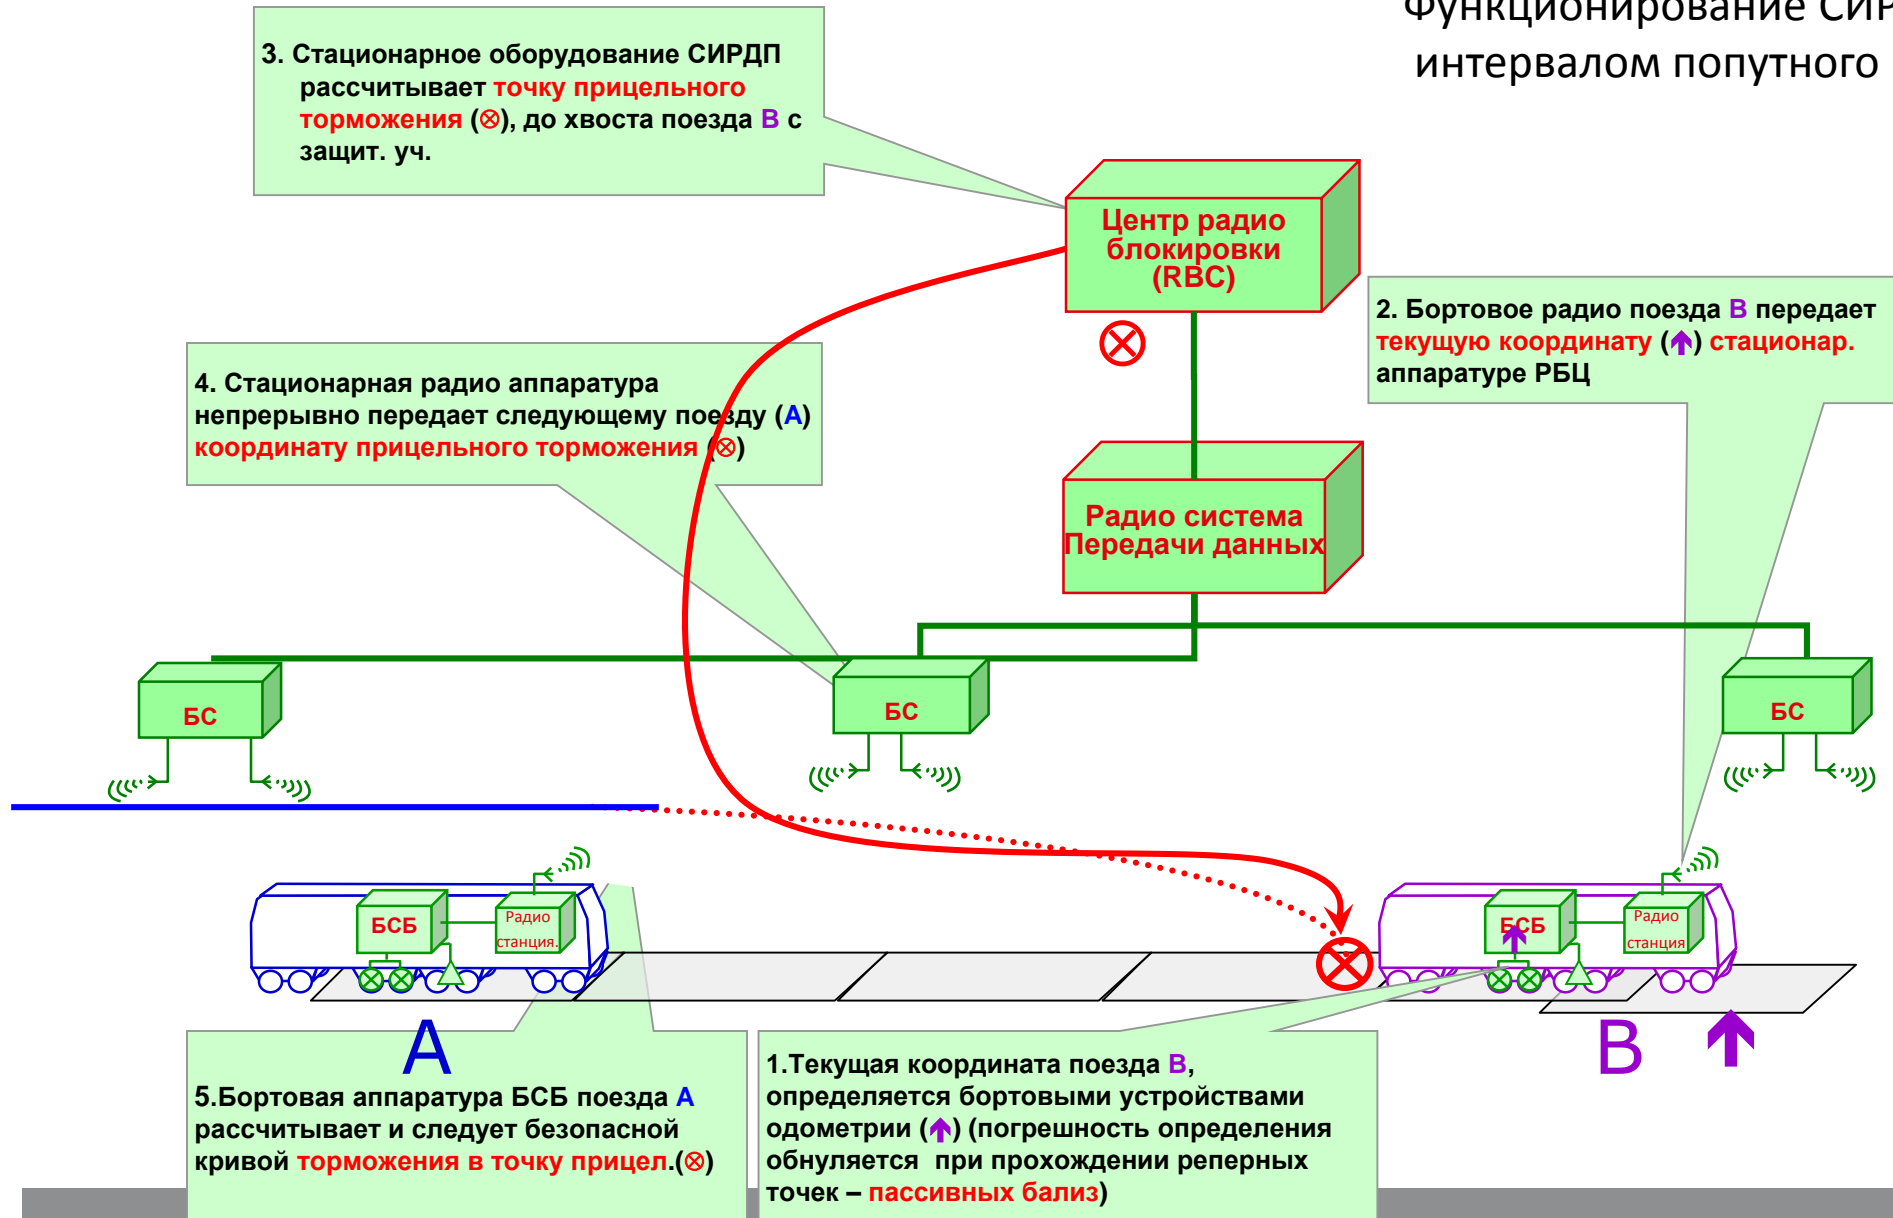 Функционирование СИР
интервалом попутного
3. Стационарное оборудование СИРДП
рассчитывает точку прицельного
торможения (⊗), до хвоста поезда В с
защит. уч.
Центр радио
блокировки
(RBC)
2. Бортовое радио поезда В передает
текущую координату (↑) стационар.
аппаратуре РБЦ
4. Стационарная радио аппаратура
непрерывно передает следующему поезду (А)
координату прицельного торможения (⊗)
Радио система
Передачи данных
БС
БС
БС
БСБ
Радио
станция.
БСБ
Радио
станция
А
В
5.Бортовая аппаратура БСБ поезда А
рассчитывает и следует безопасной
кривой торможения в точку прицел.(⊗)
1.Текущая координата поезда В,
определяется бортовыми устройствами
одометрии (↑) (погрешность определения
обнуляется при прохождении реперных
точек – пассивных бализ)